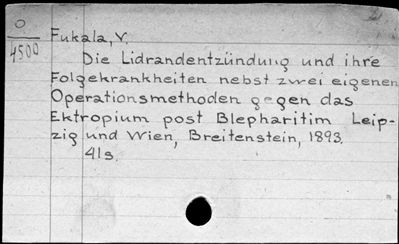 O
4500
Fukala, V.
Die Lidrandentzündung und ihre
Folgekrankheiten nebst zwei eigenen
Operationsmethoden gegen das
Ektropium post Blepharitim Leip-
zig und Wien, Breitenstein, 1893.
41s.